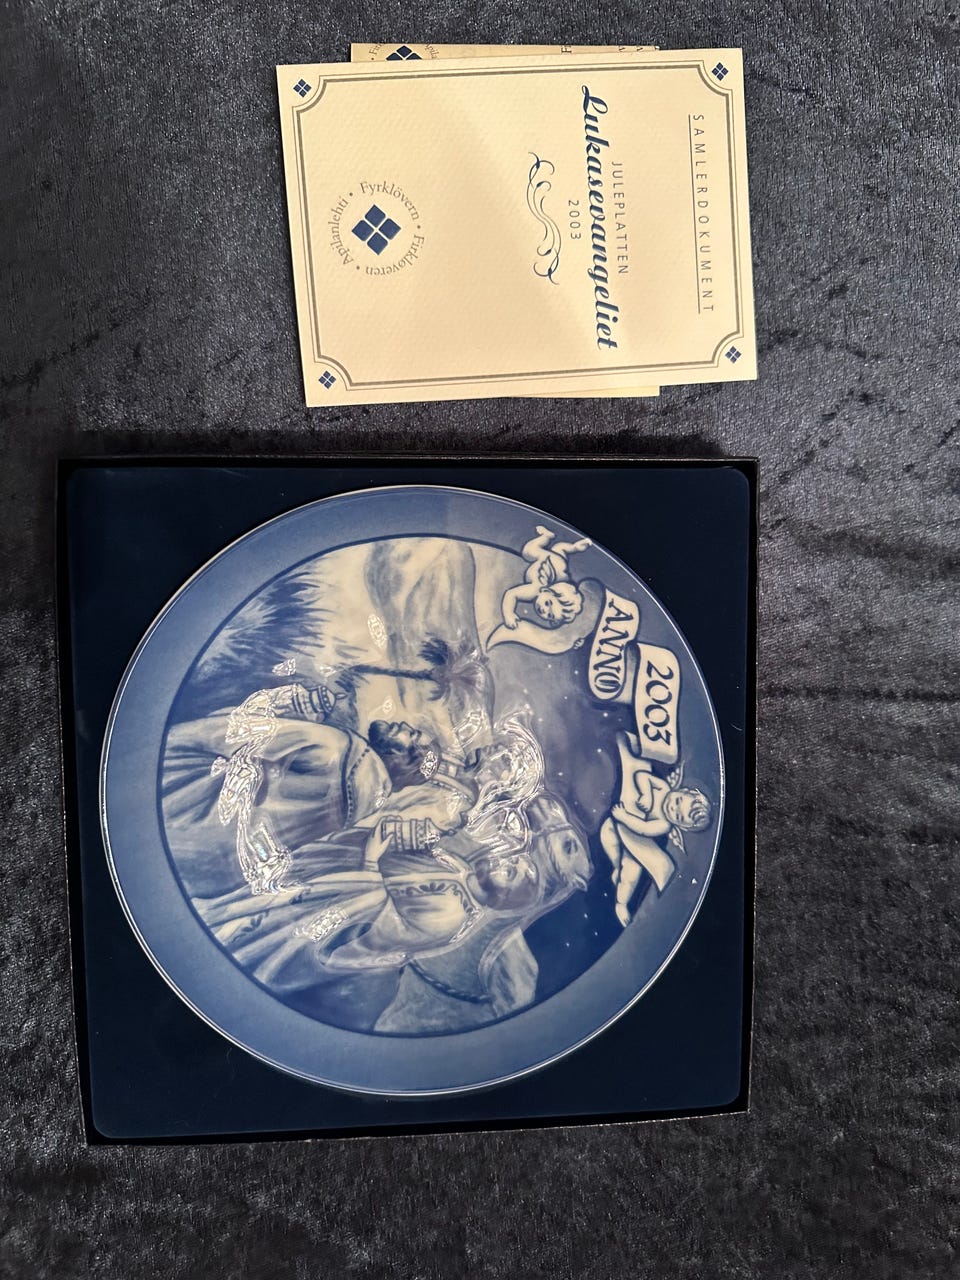 SAMLERDOKUMENT
JULEPLATTEN
Lukasevangeliet
2003
Fyrklövern • Firkløveren • Apilanlehti •
ANNO 2003